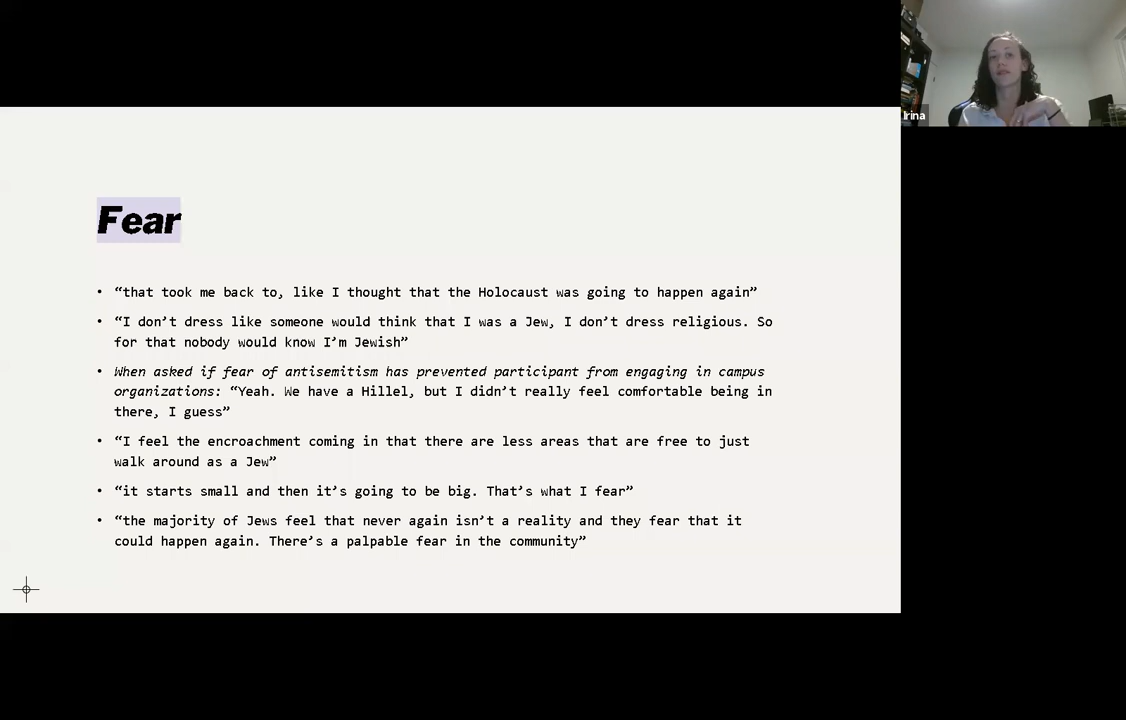 Irina
Fear
• “that took me back to, like I thought that the Holocaust was going to happen again”
• “I don’t dress like someone would think that I was a Jew, I don’t dress religious. So
for that nobody would know I’m Jewish”
• When asked if fear of antisemitism has prevented participant from engaging in campus
organizations: “Yeah. We have a Hillel, but I didn’t really feel comfortable being in
there, I guess”
• “I feel the encroachment coming in that there are less areas that are free to just
walk around as a Jew”
• “it starts small and then it’s going to be big. That’s what I fear”
• “the majority of Jews feel that never again isn’t a reality and they fear that it
could happen again. There’s a palpable fear in the community”